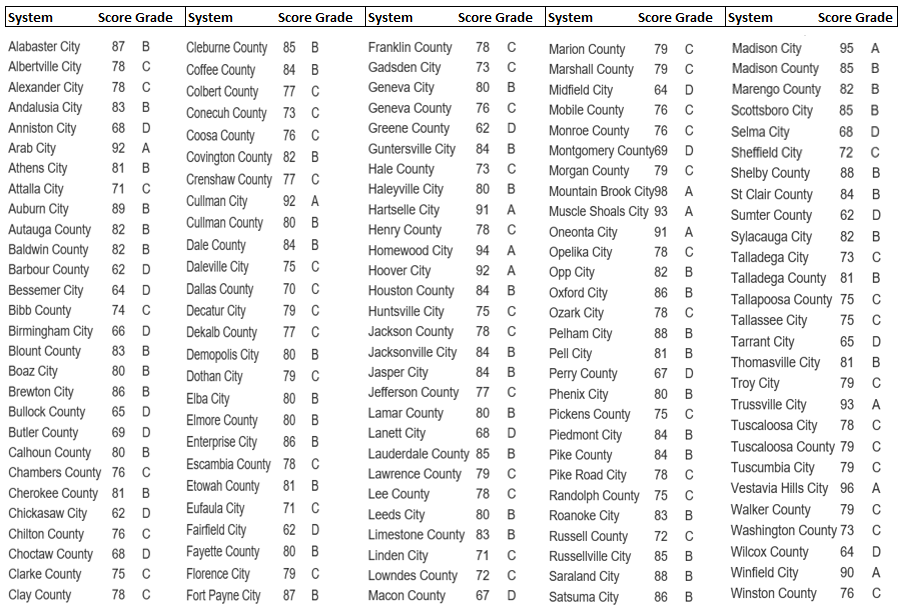 System Score Grade
Alabaster City 87 B
Albertville City 78 C
Alexander City 78 C
Andalusia City 83 B
Anniston City 68 D
Arab City 92 A
Athens City 81 B
Attalla City 71 C
Auburn City 89 B
Autauga County 82 B
Baldwin County 82 B
Barbour County 62 D
Bessemer City 64 D
Bibb County 74 C
Birmingham City 66 D
Blount County 83 B
Boaz City 80 B
Brewton City 86 B
Bullock County 65 D
Butler County 69 D
Calhoun County 80 B
Chambers County 76 C
Cherokee County 81 B
Chickasaw City 62 D
Chilton County 76 C
Choctaw County 68 D
Clarke County 75 C
Clay County 78 C
System Score Grade
Cleburne County 85 B
Coffee County 84 B
Colbert County 77 C
Conecuh County 73 C
Coosa County 76 C
Covington County 82 B
Crenshaw County 77 C
Cullman City 92 A
Cullman County 80 B
Dale County 84 B
Daleville City 75 C
Dallas County 70 C
Decatur City 79 C
Dekalb County 77 C
Demopolis City 80 B
Dothan City 79 C
Elba City 80 B
Elmore County 80 B
Enterprise City 86 B
Escambia County 78 C
Etowah County 81 B
Eufaula City 71 C
Fairfield City 62 D
Fayette County 80 B
Florence City 79 C
Fort Payne City 87 B
System Score Grade
Franklin County 78 C
Gadsden City 73 C
Geneva City 80 B
Geneva County 76 C
Greene County 62 D
Guntersville City 84 B
Hale County 73 C
Haleyville City 80 B
Hartselle City 91 A
Henry County 78 C
Homewood City 94 A
Hoover City 92 A
Houston County 84 B
Huntsville City 75 C
Jackson County 78 C
Jacksonville City 84 B
Jasper City 84 B
Jefferson County 77 C
Lamar County 80 B
Lanett City 68 D
Lauderdale County 85 B
Lawrence County 79 C
Lee County 78 C
Leeds City 80 B
Limestone County 83 B
Linden City 71 C
Lowndes County 72 C
Macon County 67 D
System Score Grade
Marion County 79 C
Marshall County 79 C
Midfield City 64 D
Mobile County 76 C
Monroe County 76 C
Montgomery County69 D
Morgan County 79 C
Mountain Brook City98 A
Muscle Shoals City 93 A
Oneonta City 91 A
Opelika City 78 C
Opp City 82 B
Oxford City 86 B
Ozark City 78 C
Pelham City 88 B
Pell City 81 B
Perry County 67 D
Phenix City 80 B
Pickens County 75 C
Piedmont City 84 B
Pike County 84 B
Pike Road City 78 C
Randolph County 75 C
Roanoke City 83 B
Russell County 72 C
Russellville City 85 B
Saraland City 88 B
Satsuma City 86 B
System Score Grade
Madison City 95 A
Madison County 85 B
Marengo County 82 B
Scottsboro City 85 B
Selma City 68 D
Sheffield City 72 C
Shelby County 88 B
St Clair County 84 B
Sumter County 62 D
Sylacauga City 82 B
Talladega City 73 C
Talladega County 81 B
Tallapoosa County 75 C
Tallassee City 75 C
Tarrant City 65 D
Thomasville City 81 B
Troy City 79 C
Trussville City 93 A
Tuscaloosa City 78 C
Tuscaloosa County 79 C
Tuscumbia City 79 C
Vestavia Hills City 96 A
Walker County 79 C
Washington County 73 C
Wilcox County 64 D
Winfield City 90 A
Winston County 76 C